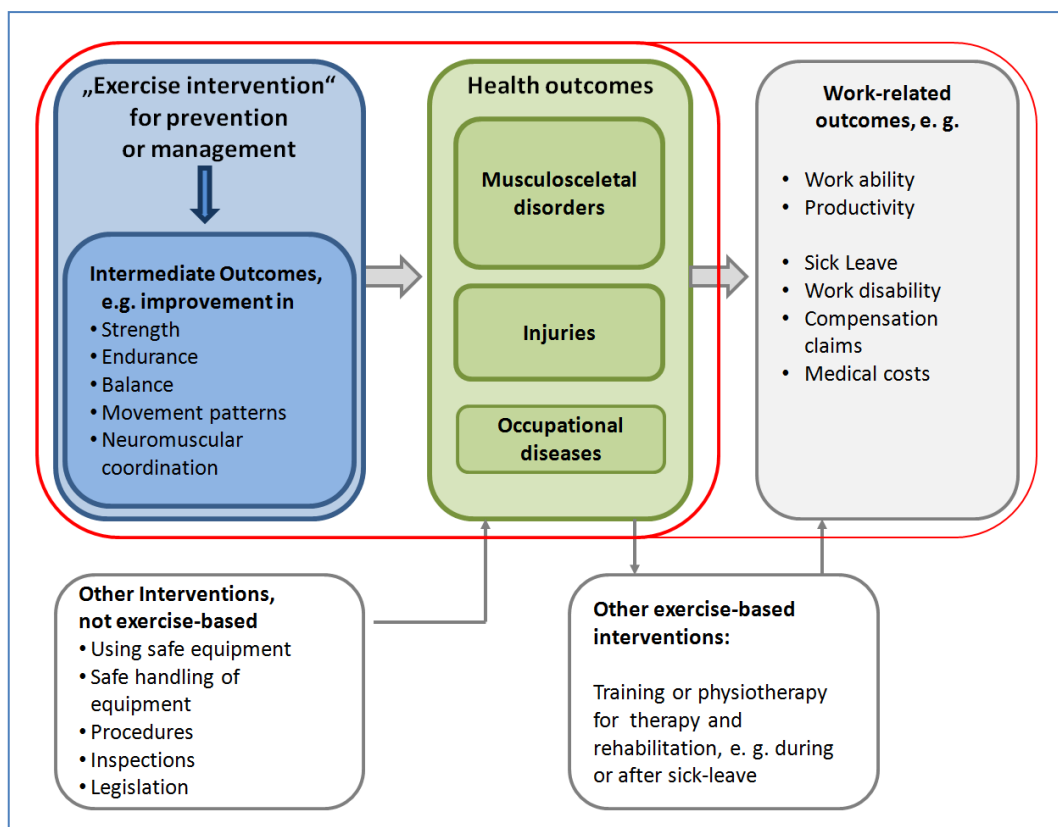 „Exercise intervention“
for prevention
or management
Intermediate Outcomes,
e.g. improvement in
• Strength
• Endurance
• Balance
• Movement patterns
• Neuromuscular
coordination
Health outcomes
Musculosceletal
disorders
Injuries
Occupational
diseases
Work-related
outcomes, e. g.
• Work ability
• Productivity
• Sick Leave
• Work disability
• Compensation
claims
• Medical costs
Other Interventions,
not exercise-based
• Using safe equipment
• Safe handling of
equipment
• Procedures
• Inspections
• Legislation
Other exercise-based
interventions:
Training or physiotherapy
for therapy and
rehabilitation, e. g. during
or after sick-leave